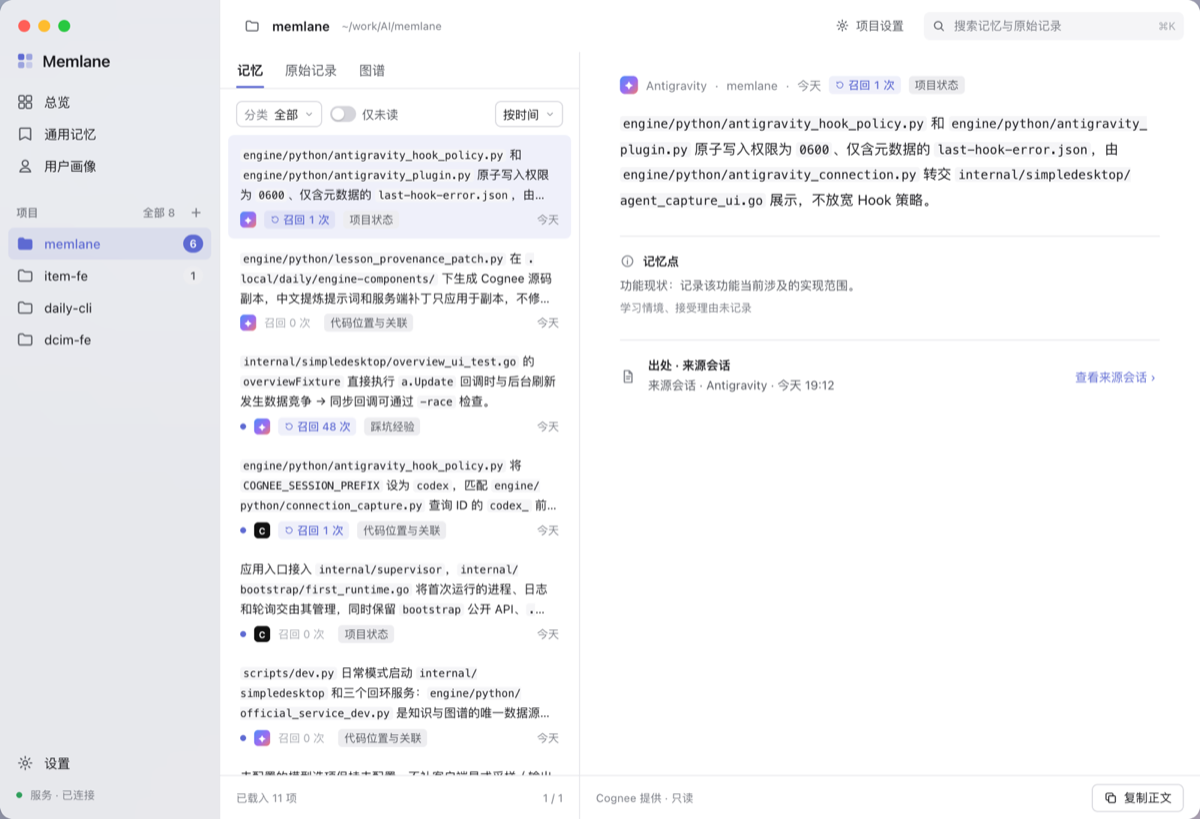 Memlane
总览
通用记忆
用户画像
项目
全部 8
memlane
6
item-fe
1
daily-cli
dcim-fe
设置
服务 · 已连接
memlane ~/work/AI/memlane
项目设置
搜索记忆与原始记录
⌘K
记忆 原始记录 图谱
分类 全部
仅未读
按时间
engine/python/antigravity_hook_policy.py 和
engine/python/antigravity_plugin.py 原子写入权限
为 0600 、仅含元数据的 last-hook-error.json ，由...
召回 1 次 项目状态 今天
engine/python/lesson_provenance_patch.py 在 .
local/daily/engine-components/ 下生成 Cognee 源码
副本，中文提炼提示词和服务端补丁只应用于副本，不修...
召回 0 次 代码位置与关联 今天
internal/simpledesktop/overview_ui_test.go 的
overviewFixture 直接执行 a.Update 回调时与后台刷新
发生数据竞争 → 同步回调可通过 -race 检查。
召回 48 次 踩坑经验 今天
engine/python/antigravity_hook_policy.py 将
COGNEE_SESSION_PREFIX 设为 codex ，匹配 engine/
python/connection_capture.py 查询 ID 的 codex_ 前...
C 召回 1 次 代码位置与关联 今天
应用入口接入 internal/supervisor ， internal/
bootstrap/first_runtime.go 将首次运行的进程、日志
和轮询交由其管理，同时保留 bootstrap 公开 API、 ....
C 召回 0 次 项目状态 今天
scripts/dev.py 日常模式启动 internal/
simpledesktop 和三个回环服务： engine/python/
official_service_dev.py 是知识与图谱的唯一数据源...
召回 0 次 代码位置与关联 今天
已载入 11 项
1 / 1
Antigravity · memlane · 今天 召回 1 次 项目状态
engine/python/antigravity_hook_policy.py 和 engine/python/antigravity_
plugin.py 原子写入权限为 0600 、仅含元数据的 last-hook-error.json ，由
engine/python/antigravity_connection.py 转交 internal/simpledesktop/
agent_capture_ui.go 展示，不放宽 Hook 策略。
记忆点
功能现状：记录该功能当前涉及的实现范围。
学习情境、接受理由未记录
出处 · 来源会话
来源会话 · Antigravity · 今天 19:12
查看来源会话 ›
Cognee 提供 · 只读
复制正文